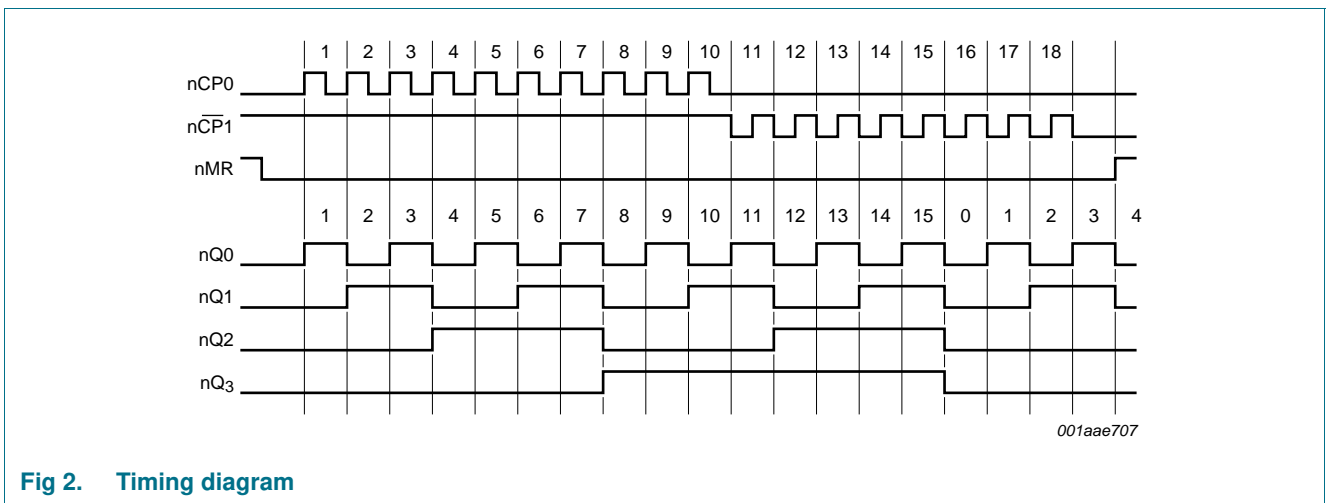 1 2 3 4 5 6 7 8 9 10 11 12 13 14 15 16 17 18
nCP0
nC̅P̅1
nMR
1 2 3 4 5 6 7 8 9 10 11 12 13 14 15 0 1 2 3 4
nQ0
nQ1
nQ2
nQ₃
001aae707
Fig 2. Timing diagram